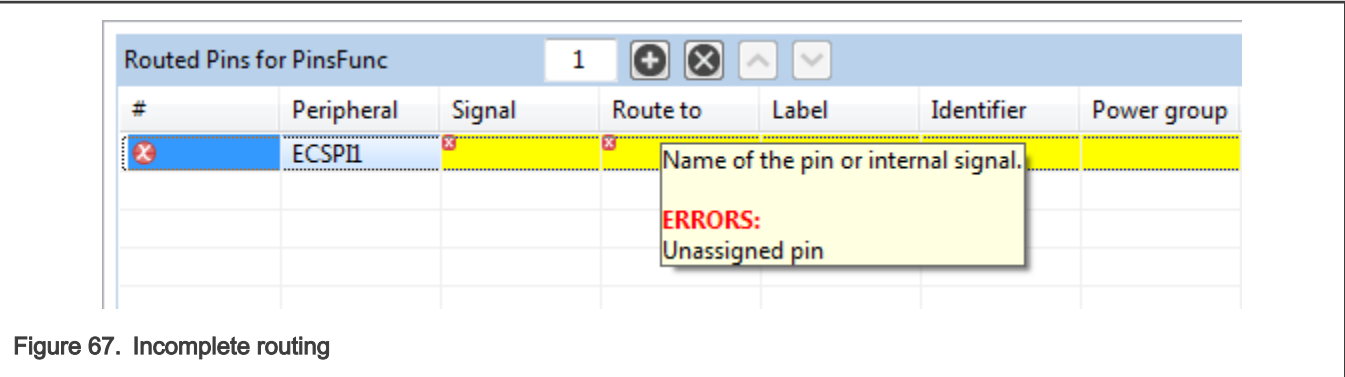 Routed Pins for PinsFunc 1
# Peripheral Signal Route to Label Identifier Power group
ECSPI1
Name of the pin or internal signal.
ERRORS:
Unassigned pin
Figure 67. Incomplete routing